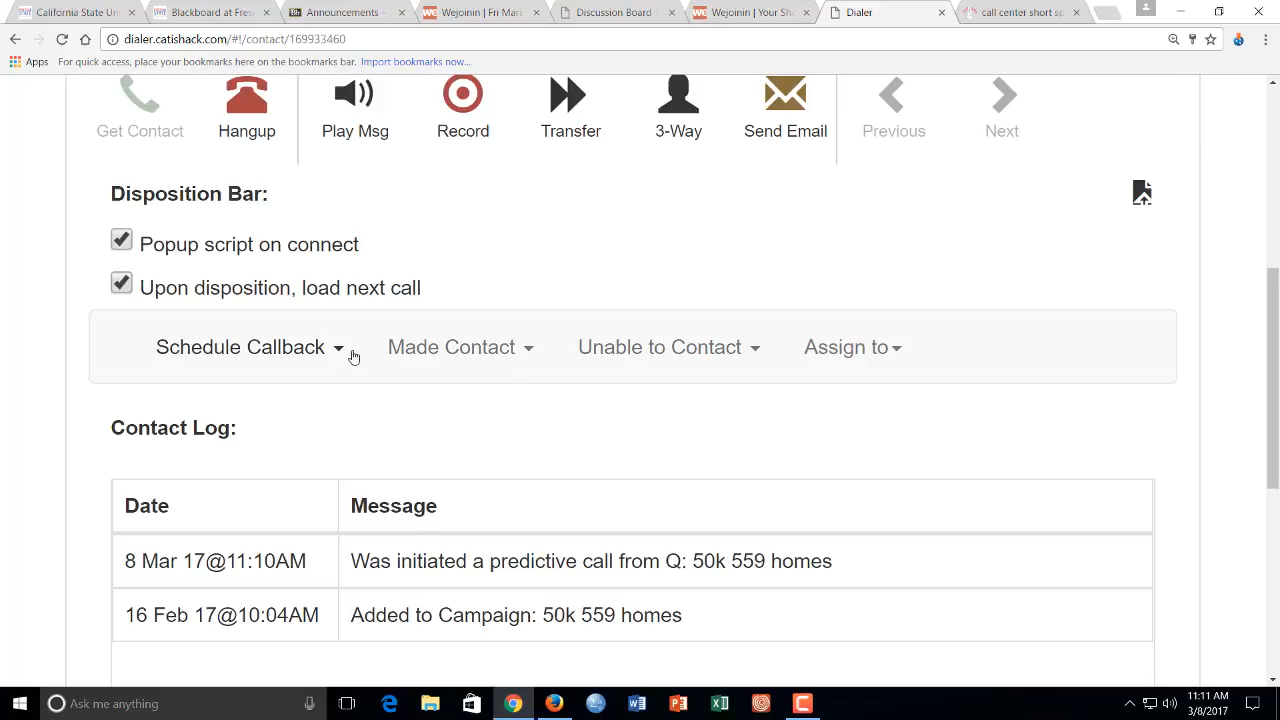 California State Un
Blackboard at Fres
Announcements –
Wejoinin | Fri Marc
Discussion Board –
Wejoinin | Your Sh
Dialer
call center short sp
dialer.catishack.com/#!/contact/169933460
Apps For quick access, place your bookmarks here on the bookmarks bar. Import bookmarks now...
Get Contact
Hangup
Play Msg
Record
Transfer
3-Way
Send Email
Previous
Next
Disposition Bar:
Popup script on connect
Upon disposition, load next call
Schedule Callback
Made Contact
Unable to Contact
Assign to
Contact Log:
Date Message
8 Mar 17@11:10AM Was initiated a predictive call from Q: 50k 559 homes
16 Feb 17@10:04AM Added to Campaign: 50k 559 homes
Ask me anything
11:11 AM
3/8/2017